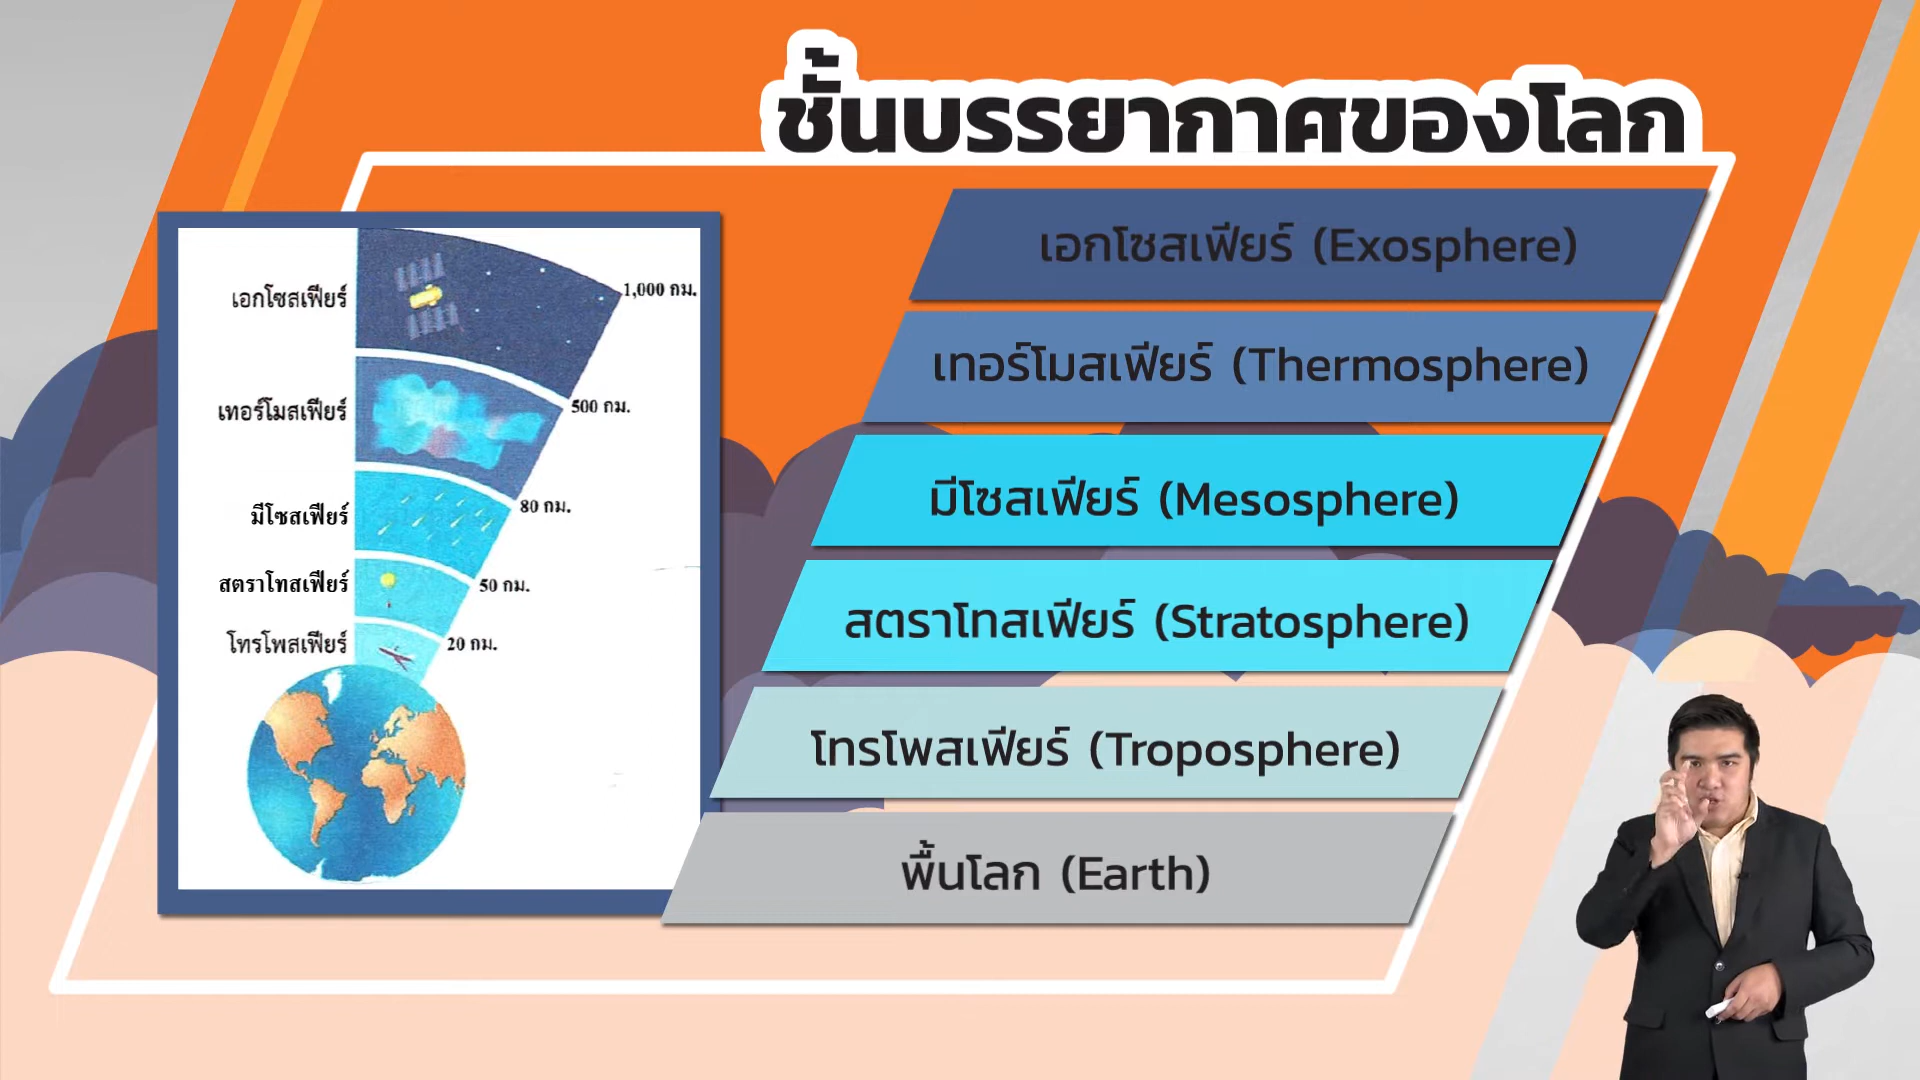 ชั้นบรรยากาศของโลก
เอกโซสเฟียร์
1,000 กม.
เทอร์โมสเฟียร์
500 กม.
มีโซสเฟียร์
80 กม.
สตราโทสเฟียร์
50 กม.
โทรโพสเฟียร์
20 กม.
เอกโซสเฟียร์ (Exosphere)
เทอร์โมสเฟียร์ (Thermosphere)
มีโซสเฟียร์ (Mesosphere)
สตราโทสเฟียร์ (Stratosphere)
โทรโพสเฟียร์ (Troposphere)
พื้นโลก (Earth)